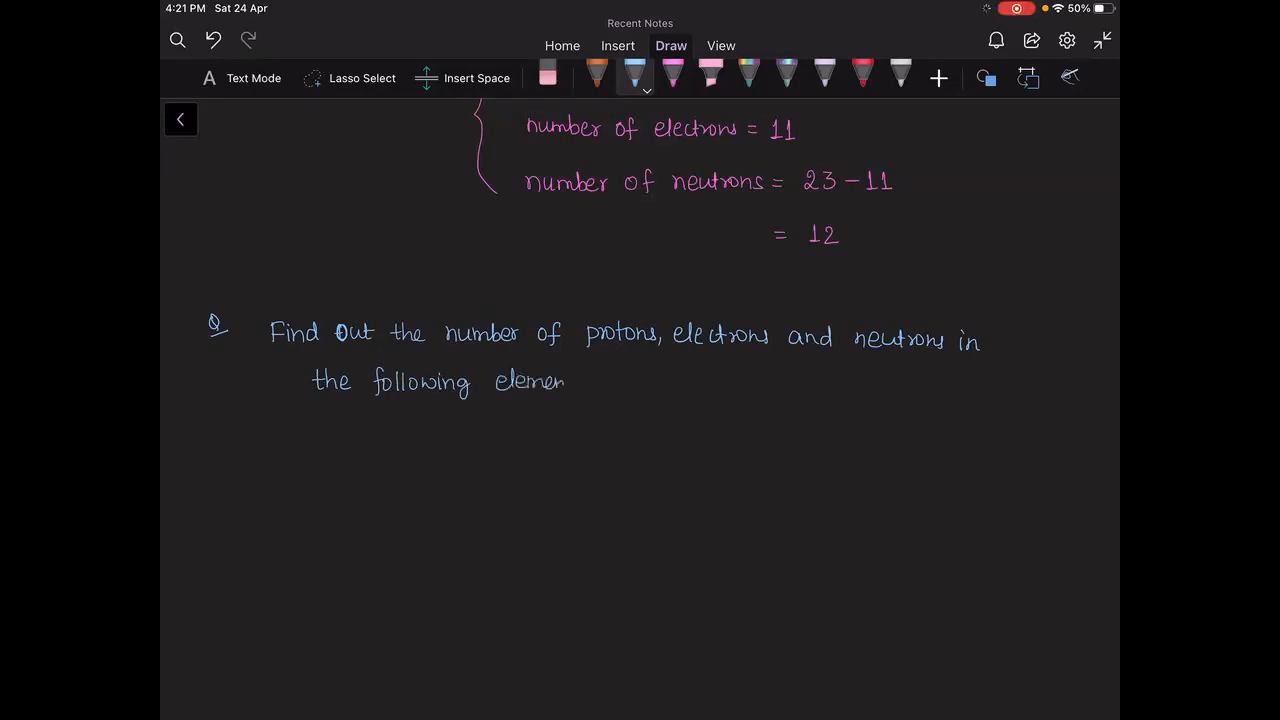 4:21 PM Sat 24 Apr
50%
Recent Notes
Home Insert Draw View
A Text Mode Lasso Select Insert Space
number of electrons = 11
number of neutrons = 23 - 11
= 12
Q Find out the number of protons, electrons and neutrons in
the following elemen